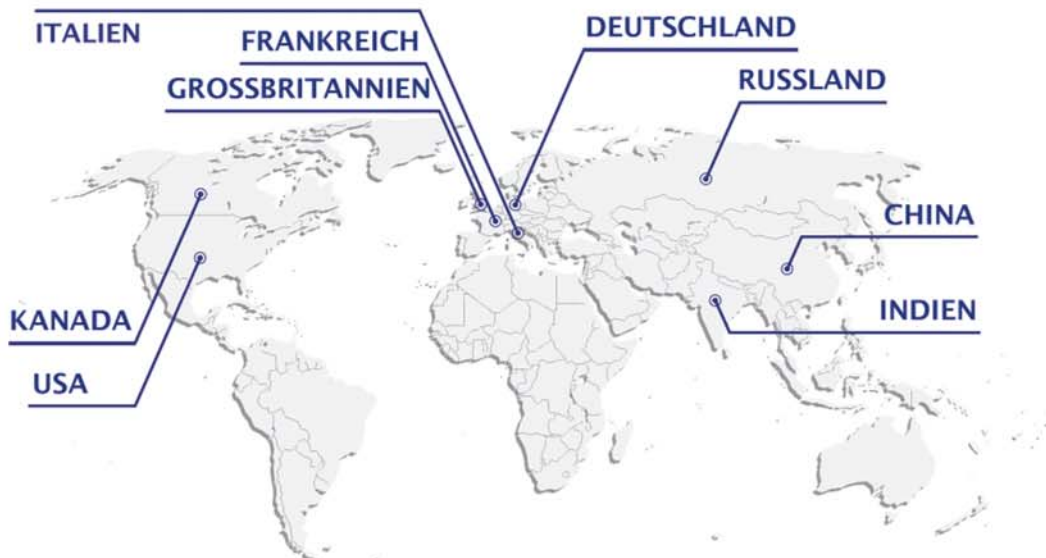 ITALIEN
FRANKREICH
DEUTSCHLAND
GROSSBRITANNIEN
RUSSLAND
CHINA
KANADA
INDIEN
USA